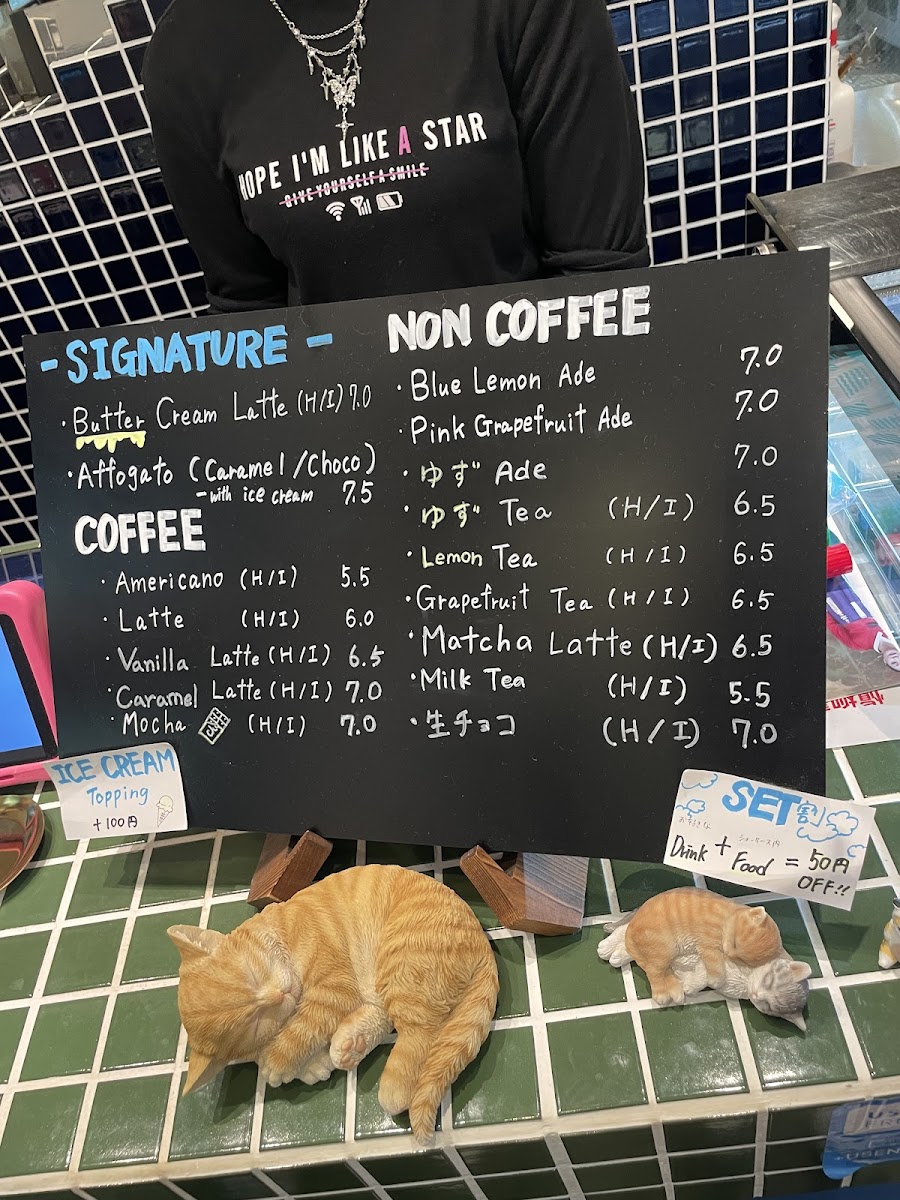 HOPE I'M LIKE A STAR
GIVE YOURSELF A SMILE
- SIGNATURE -
· Butter Cream Latte (H/I) 7.0
· Affogato (Caramel/Choco)
- with ice cream 7.5
COFFEE
· Americano (H/I) 5.5
· Latte (H/I) 6.0
· Vanilla Latte (H/I) 6.5
· Caramel Latte (H/I) 7.0
· Mocha (H/I) 7.0
NON COFFEE
· Blue Lemon Ade 7.0
· Pink Grapefruit Ade 7.0
· ゆず Ade 7.0
· ゆず Tea (H/I) 6.5
· Lemon Tea (H/I) 6.5
· Grapefruit Tea (H/I) 6.5
· Matcha Latte (H/I) 6.5
· Milk Tea (H/I) 5.5
· 生チョコ (H/I) 7.0
ICE CREAM
Topping
+100円
SET割
Drink + Food = 50円
OFF!!
USEN